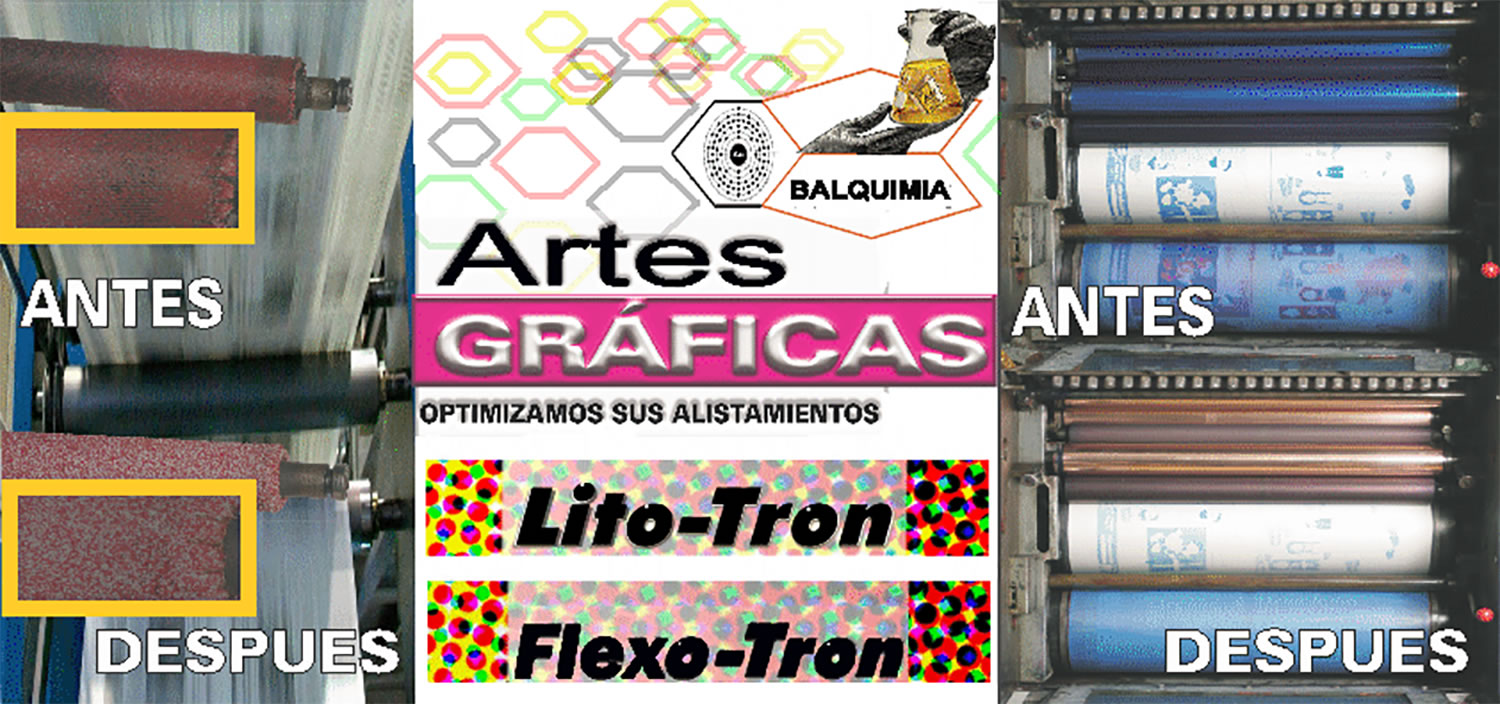 ANTES
DESPUES
BALQUIMIA
Artes
GRÁFICAS
OPTIMIZAMOS SUS ALISTAMIENTOS
Lito-Tron
Flexo-Tron
ANTES
DESPUES